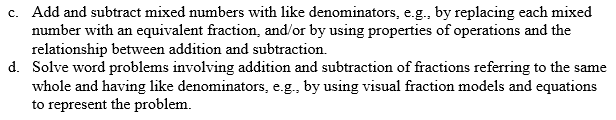 c. Add and subtract mixed numbers with like denominators, e.g., by replacing each mixed
number with an equivalent fraction, and/or by using properties of operations and the
relationship between addition and subtraction.
d. Solve word problems involving addition and subtraction of fractions referring to the same
whole and having like denominators, e.g., by using visual fraction models and equations
to represent the problem.